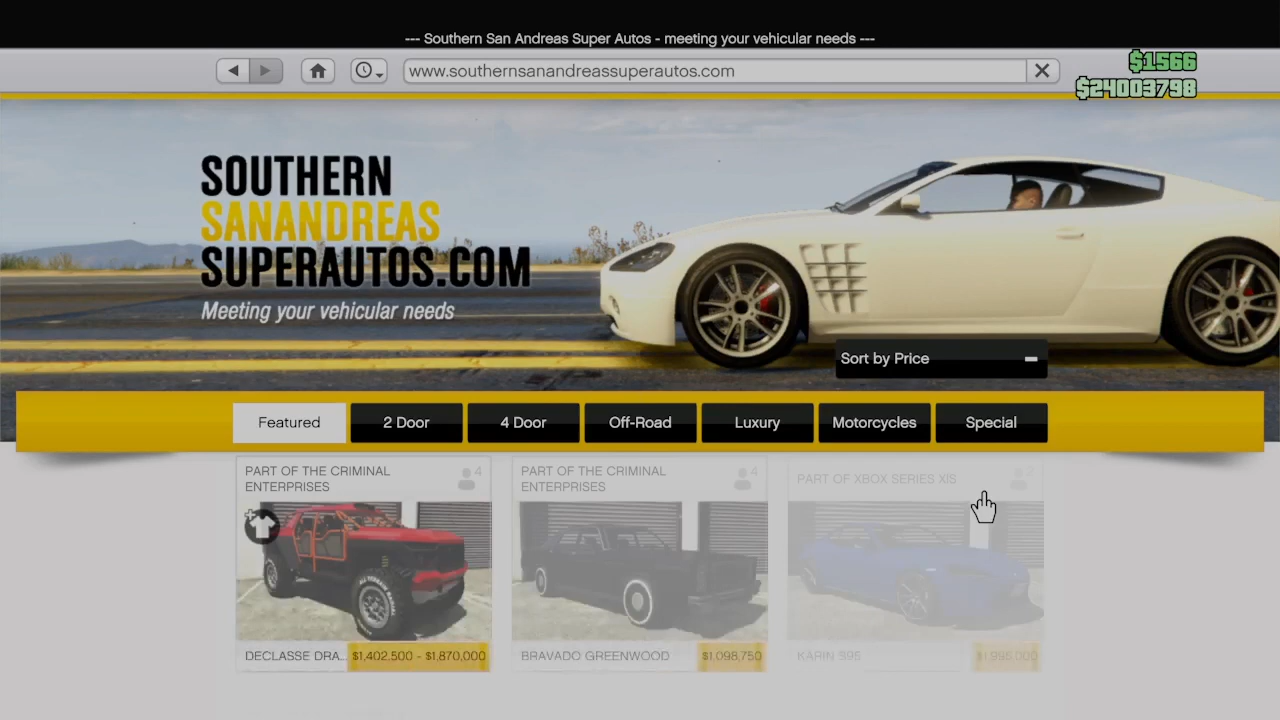 --- Southern San Andreas Super Autos - meeting your vehicular needs ---
www.southernsanandreassuperautos.com
$1566
$24003798
SOUTHERN
SANANDREAS
SUPERAUTOS.COM
Meeting your vehicular needs
Sort by Price
Featured
2 Door
4 Door
Off-Road
Luxury
Motorcycles
Special
PART OF THE CRIMINAL
ENTERPRISES
4
PART OF THE CRIMINAL
ENTERPRISES
4
PART OF XBOX SERIES X|S
2
DECLASSE DRA...
$1,402,500 - $1,870,000
BRAVADO GREENWOOD
$1,098,750
KARIN S95
$1,995,000